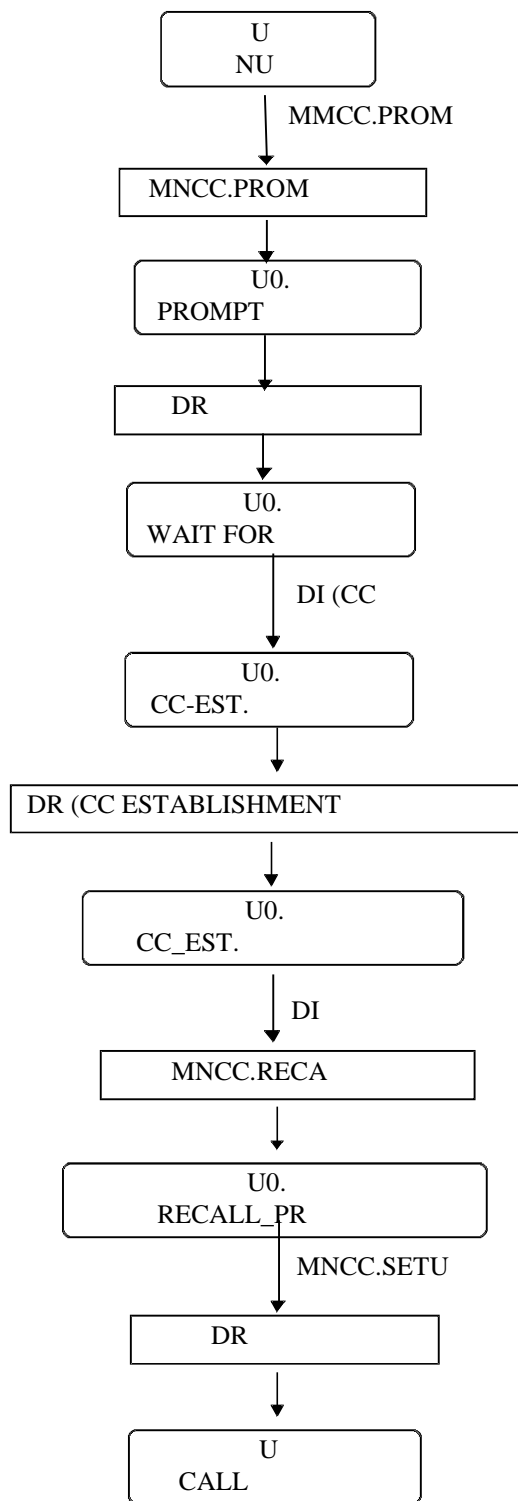 U
NU
MMCC.PROM
MNCC.PROM
U0.
PROMPT
DR
U0.
WAIT FOR
DI (CC
U0.
CC-EST.
DR (CC ESTABLISHMENT
U0.
CC_EST.
DI
MNCC.RECA
U0.
RECALL_PR
MNCC.SETU
DR
U
CALL